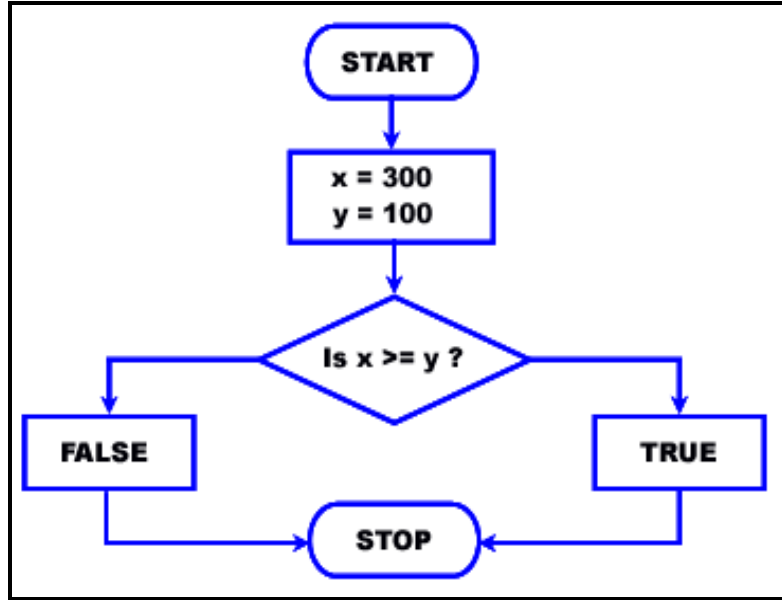 START
x = 300
y = 100
Is x >= y ?
FALSE
TRUE
STOP